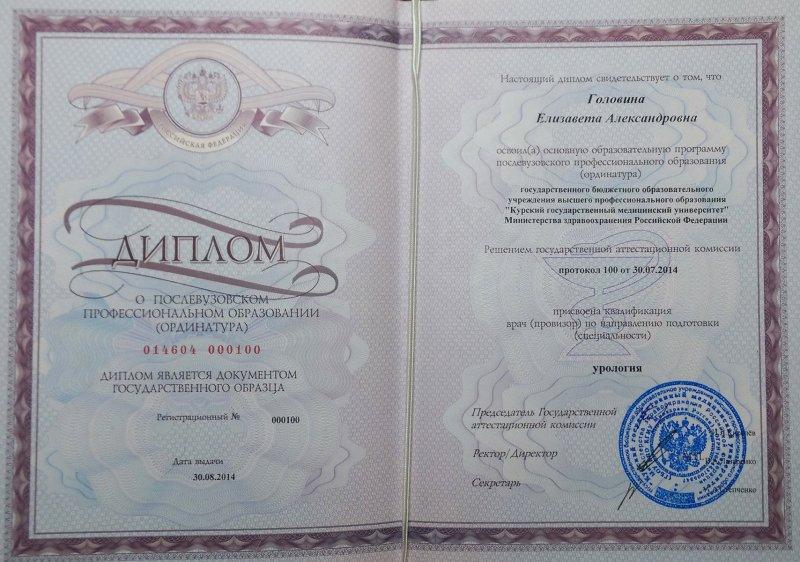 РОССИЙСКАЯ ФЕДЕРАЦИЯ
ДИПЛОМ
О ПОСЛЕВУЗОВСКОМ
ПРОФЕССИОНАЛЬНОМ ОБРАЗОВАНИИ
(ОРДИНАТУРА)
014604 000100
ДИПЛОМ ЯВЛЯЕТСЯ ДОКУМЕНТОМ
ГОСУДАРСТВЕННОГО ОБРАЗЦА
Регистрационный № 000100
Дата выдачи
30.08.2014
Настоящий диплом свидетельствует о том, что
Головина
Елизавета Александровна
освоил(а) основную образовательную программу
послевузовского профессионального образования
(ординатура)
государственного бюджетного образовательного
учреждения высшего профессионального образования
"Курский государственный медицинский университет"
Министерства здравоохранения Российской Федерации
Решением государственной аттестационной комиссии
протокол 100 от 30.07.2014
присвоена квалификация
врач (провизор) по направлению подготовки
(специальности)
урология
Председатель Государственной
аттестационной комиссии
Ректор/Директор
Секретарь